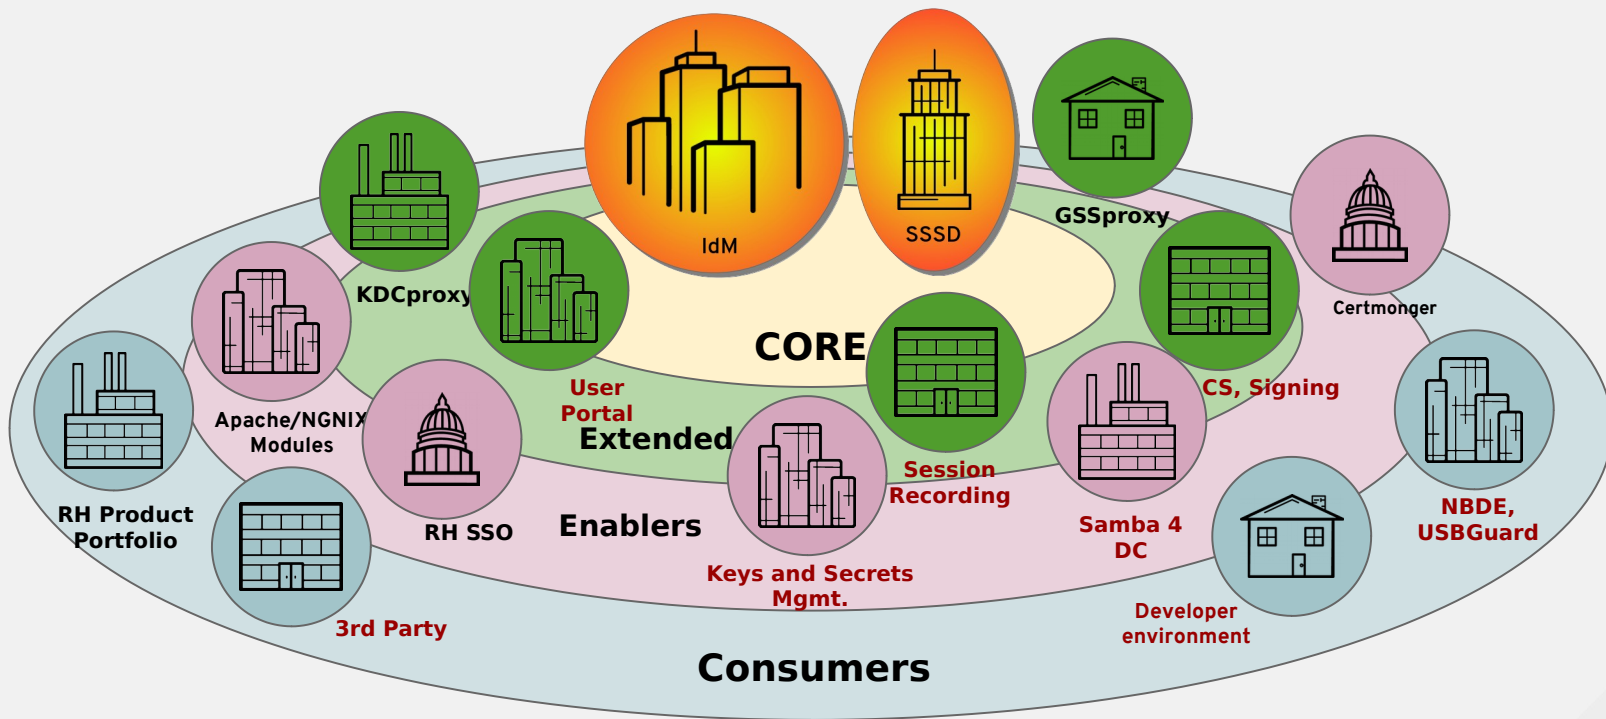 IdM
SSSD
GSSproxy
KDCproxy
Certmonger
CORE
User
Portal
CS, Signing
Apache/NGNIX
Modules
Extended
Session
Recording
RH Product
Portfolio
RH SSO
Enablers
Samba 4
DC
NBDE,
USBGuard
Keys and Secrets
Mgmt.
3rd Party
Developer
environment
Consumers